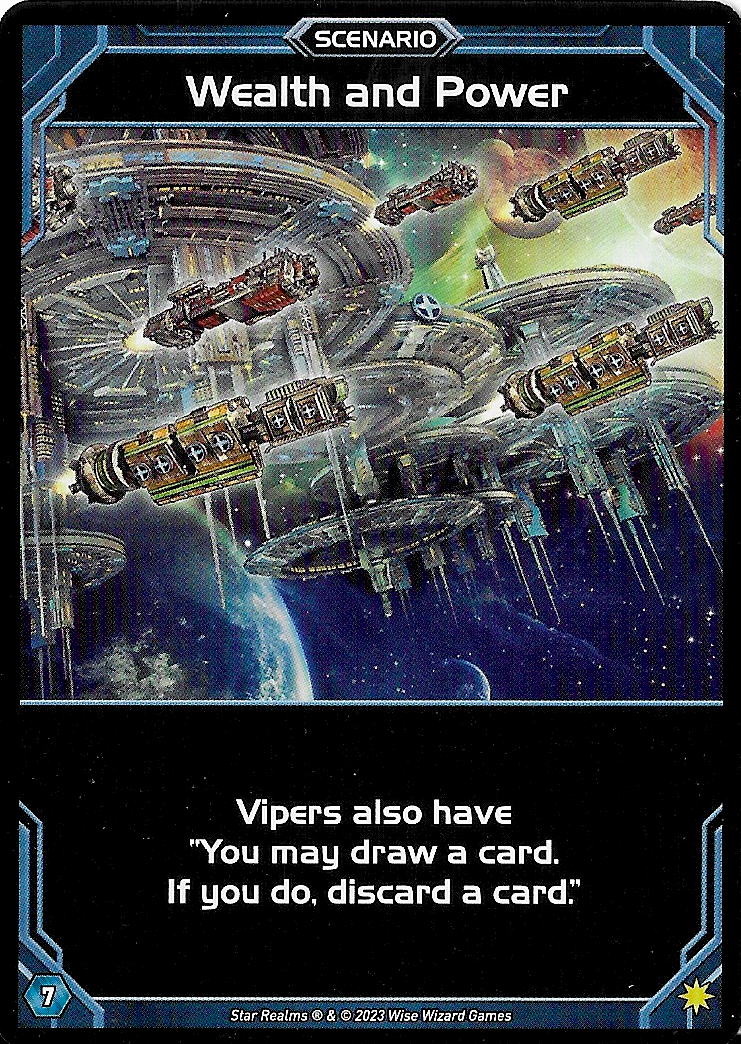 SCENARIO
Wealth and Power
Vipers also have
"You may draw a card.
If you do, discard a card."
7
Star Realms ® & © 2023 Wise Wizard Games